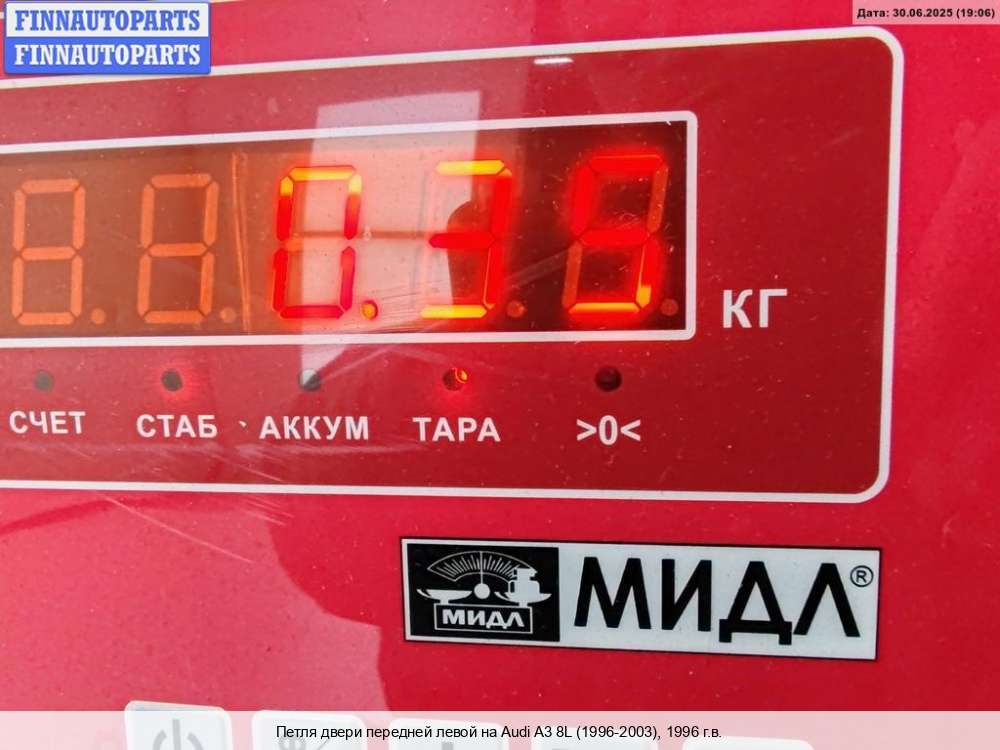 FINNAUTOPARTS
FINNAUTOPARTS
Дата: 30.06.2025 (19:06)
0.35 КГ
СЧЕТ СТАБ АККУМ ТАРА >0<
МИДЛ
МИДЛ®
Петля двери передней левой на Audi A3 8L (1996-2003), 1996 г.в.